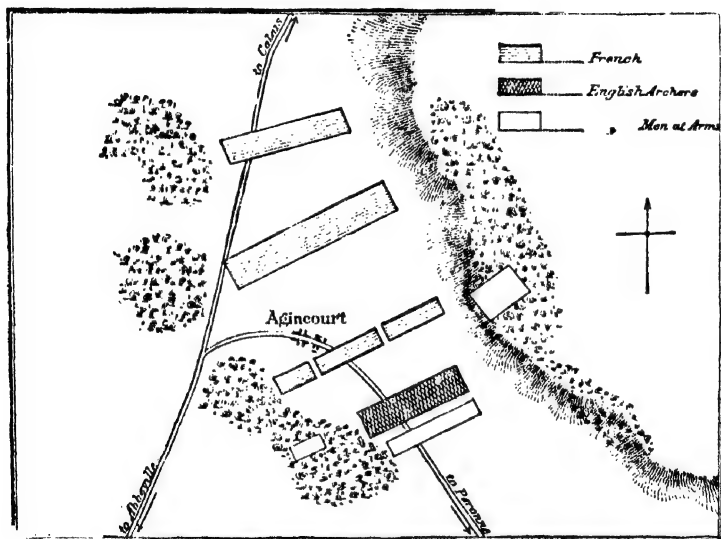 to Calais
French
English Archers
" Men at Arms
Agincourt
to Abbeville
to Peronne